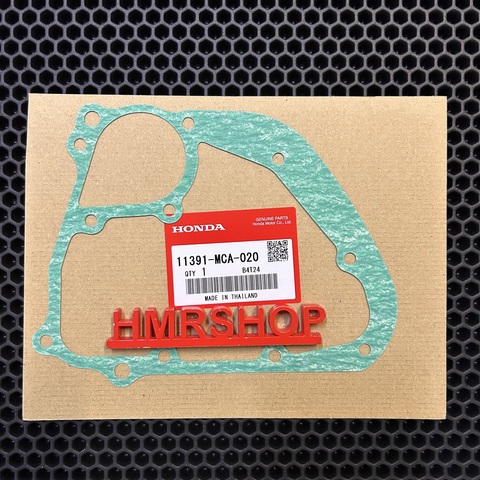 HONDA
GENUINE PARTS
Honda Motor Co., Ltd.
11391-MCA-020
QTY 1 B4T24
MADE IN THAILAND
HMRSHOP